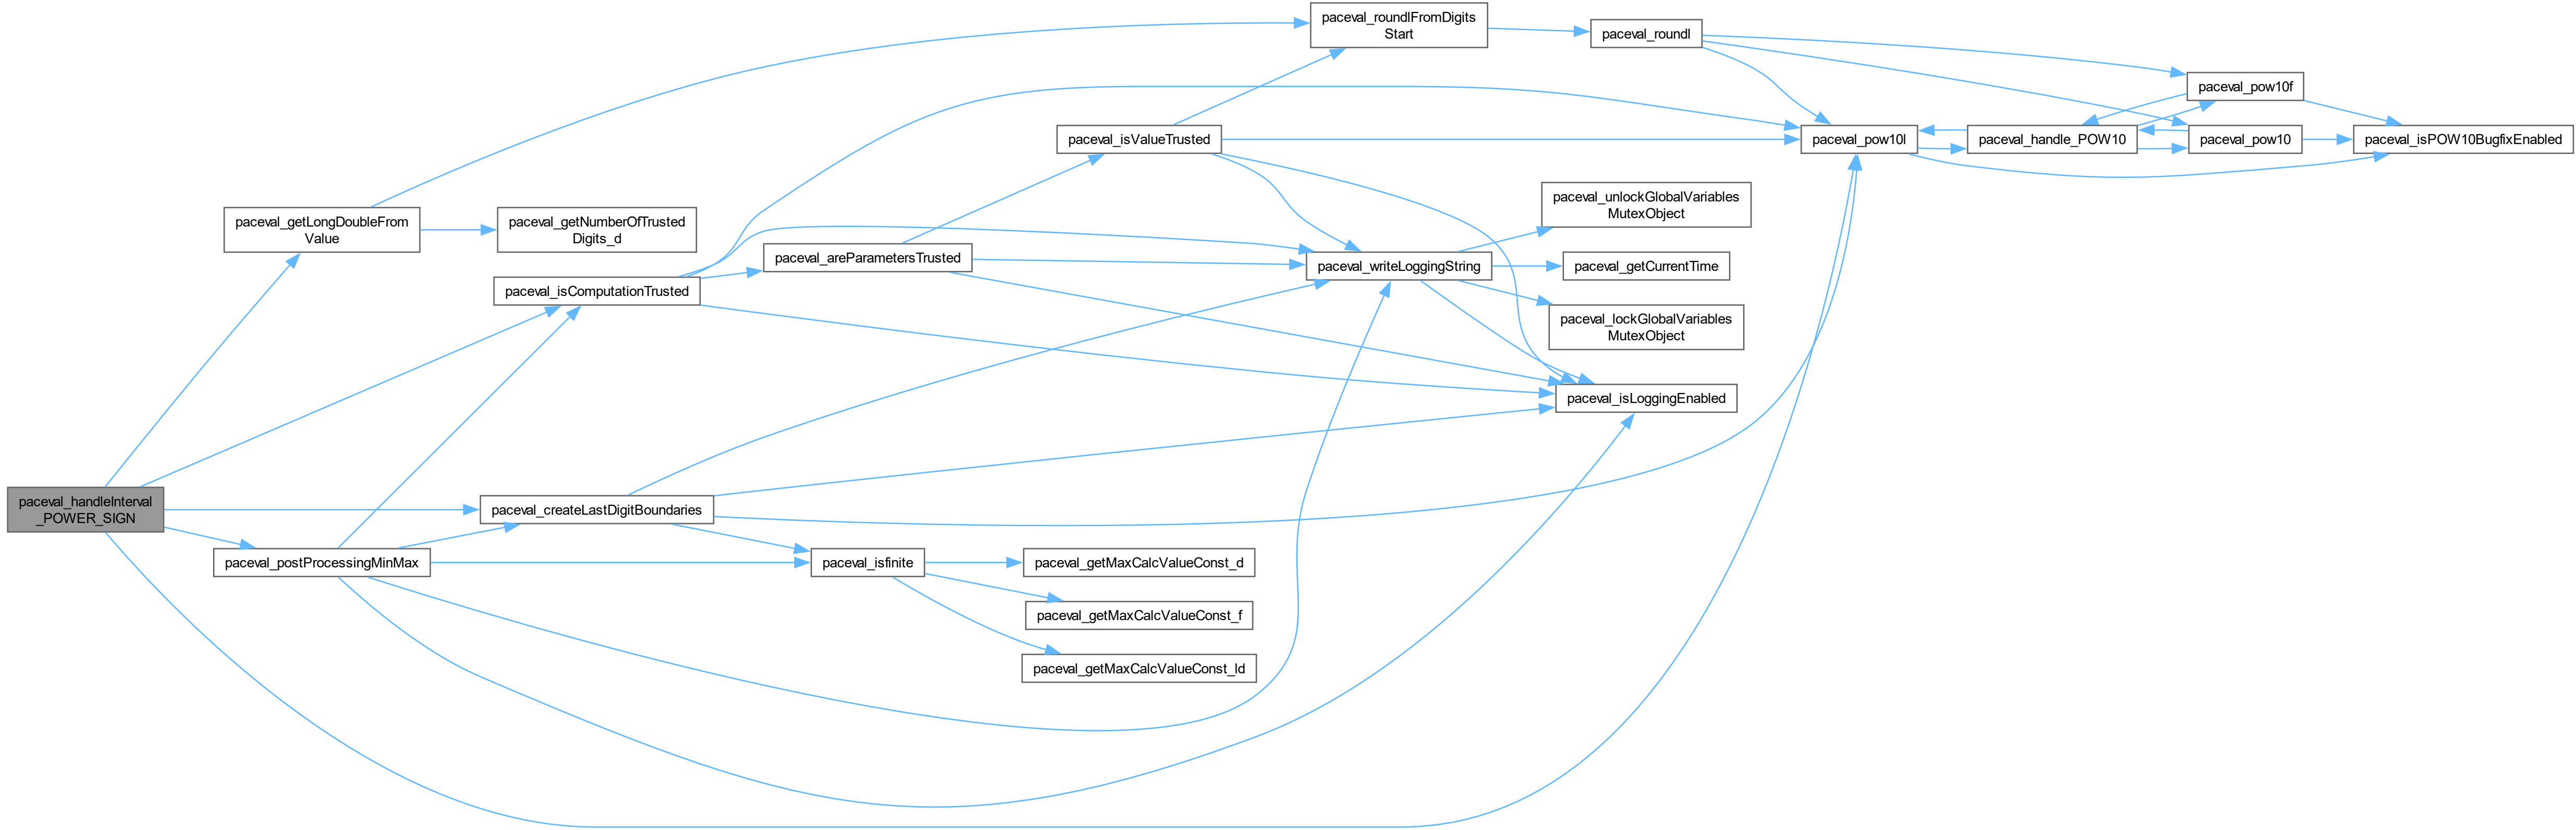 paceval_roundlFromDigits
Start
paceval_roundl
paceval_pow10f
paceval_isValueTrusted
paceval_pow10l
paceval_handle_POW10
paceval_pow10
paceval_isPOW10BugfixEnabled
paceval_unlockGlobalVariables
MutexObject
paceval_getLongDoubleFrom
Value
paceval_getNumberOfTrusted
Digits_d
paceval_areParametersTrusted
paceval_writeLoggingString
paceval_getCurrentTime
paceval_isComputationTrusted
paceval_lockGlobalVariables
MutexObject
paceval_isLoggingEnabled
paceval_handleInterval
_POWER_SIGN
paceval_createLastDigitBoundaries
paceval_postProcessingMinMax
paceval_isfinite
paceval_getMaxCalcValueConst_d
paceval_getMaxCalcValueConst_f
paceval_getMaxCalcValueConst_ld